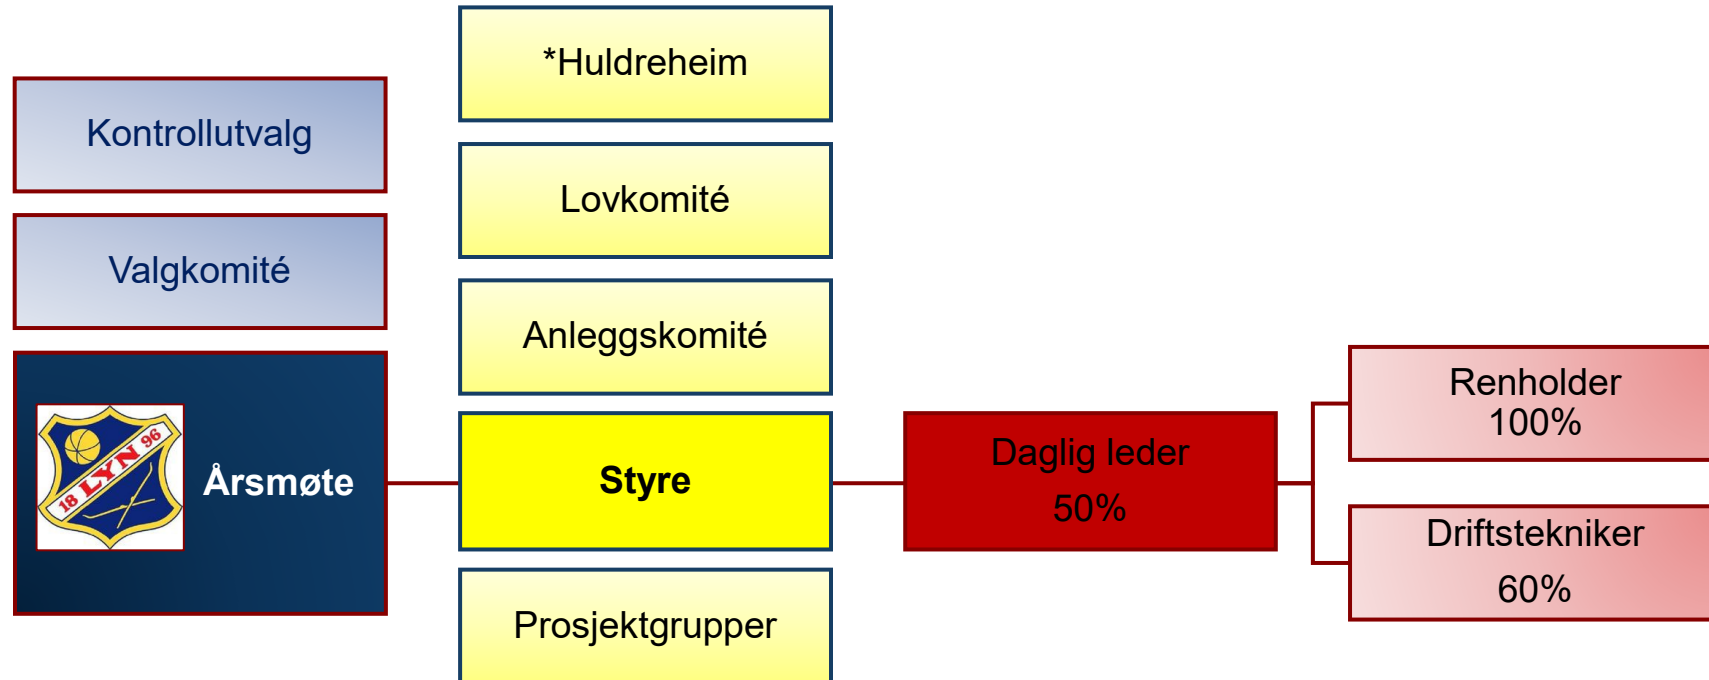 Kontrollutvalg
Valgkomité
18 LYN 96
Årsmøte
*Huldreheim
Lovkomité
Anleggskomité
Styre
Prosjektgrupper
Daglig leder
50%
Renholder
100%
Driftstekniker
60%